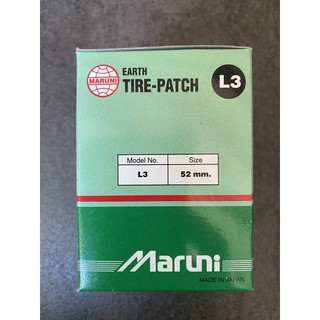 MARUNI
EARTH
TIRE-PATCH
L3
Model No. Size
L3 52 mm.
Maruni
MADE IN JAPAN